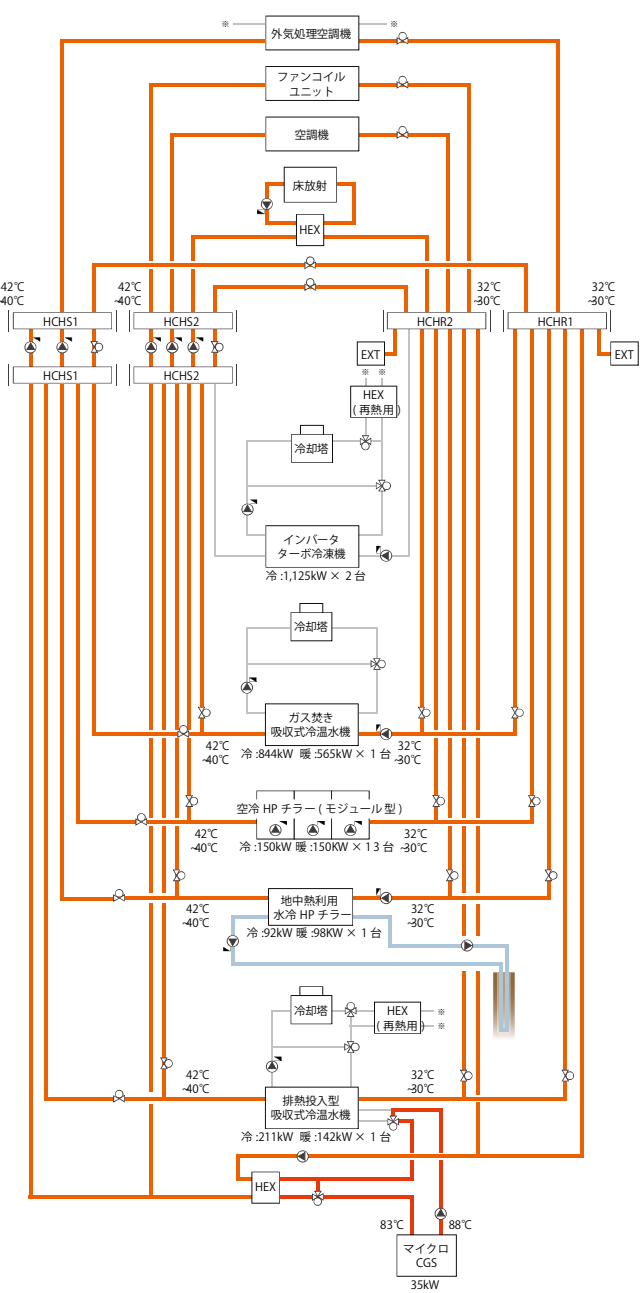 ※
外気処理空調機
※
ファンコイル
ユニット
空調機
床放射
HEX
42℃
~40℃
42℃
~40℃
32℃
~30℃
32℃
~30℃
HCHS1
HCHS2
HCHR2
HCHR1
EXT
EXT
HCHS1
HCHS2
※ ※
HEX
(再熱用)
冷却塔
インバータ
ターボ冷凍機
冷:1,125kW × 2台
冷却塔
ガス焚き
吸収式冷温水機
42℃
~40℃
冷:844kW 暖:565kW × 1台
32℃
~30℃
空冷HPチラー(モジュール型)
42℃
~40℃
冷:150kW 暖:150KW × 13台
32℃
~30℃
地中熱利用
水冷HPチラー
42℃
~40℃
冷:92kW 暖:98KW × 1台
32℃
~30℃
冷却塔
HEX
(再熱用)
※
※
42℃
~40℃
32℃
~30℃
排熱投入型
吸収式冷温水機
冷:211kW 暖:142kW × 1台
HEX
83℃
88℃
マイクロ
CGS
35kW